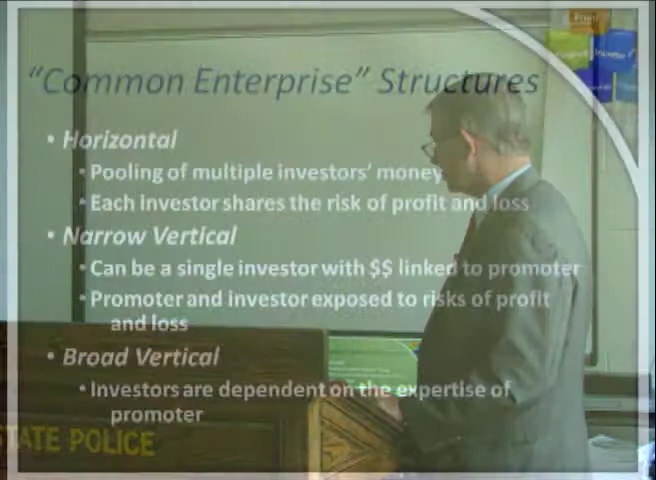 "Common Enterprise" Structures
• Horizontal
• Pooling of multiple investors' money
• Each investor shares the risk of profit and loss
• Narrow Vertical
• Can be a single investor with $$ linked to promoter
• Promoter and investor exposed to risks of profit
and loss
• Broad Vertical
• Investors are dependent on the expertise of
promoter
STATE POLICE